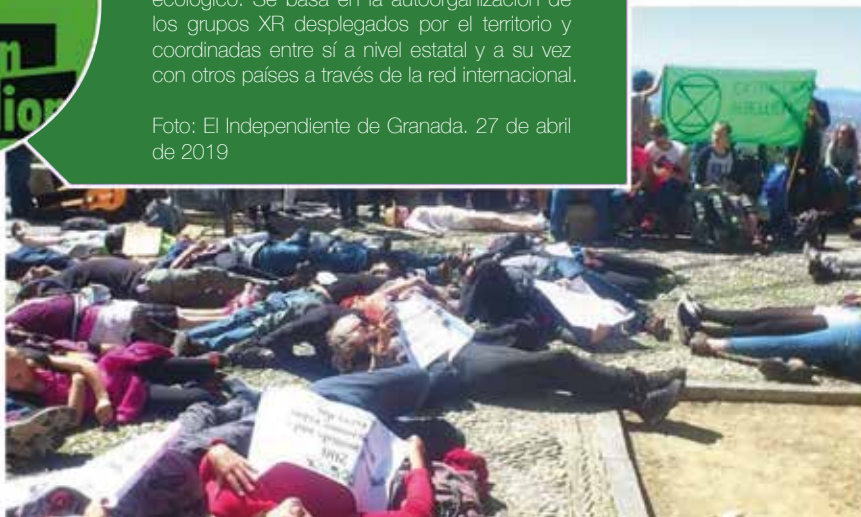 ecológico. Se basa en la autoorganización de
los grupos XR desplegados por el territorio y
coordinadas entre sí a nivel estatal y a su vez
con otros países a través de la red internacional.
Foto: El Independiente de Granada. 27 de abril
de 2019
EXTINCTION
REBELLION